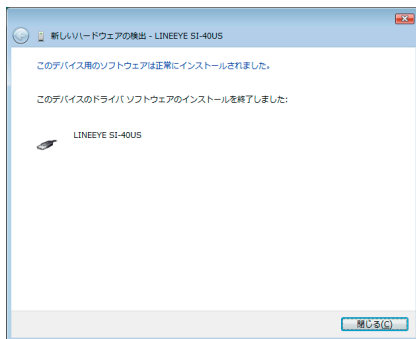 新しいハードウェアの検出 - LINEEYE SI-40US
このデバイス用のソフトウェアは正常にインストールされました。
このデバイスのドライバ ソフトウェアのインストールを終了しました:
LINEEYE SI-40US
閉じる(C)